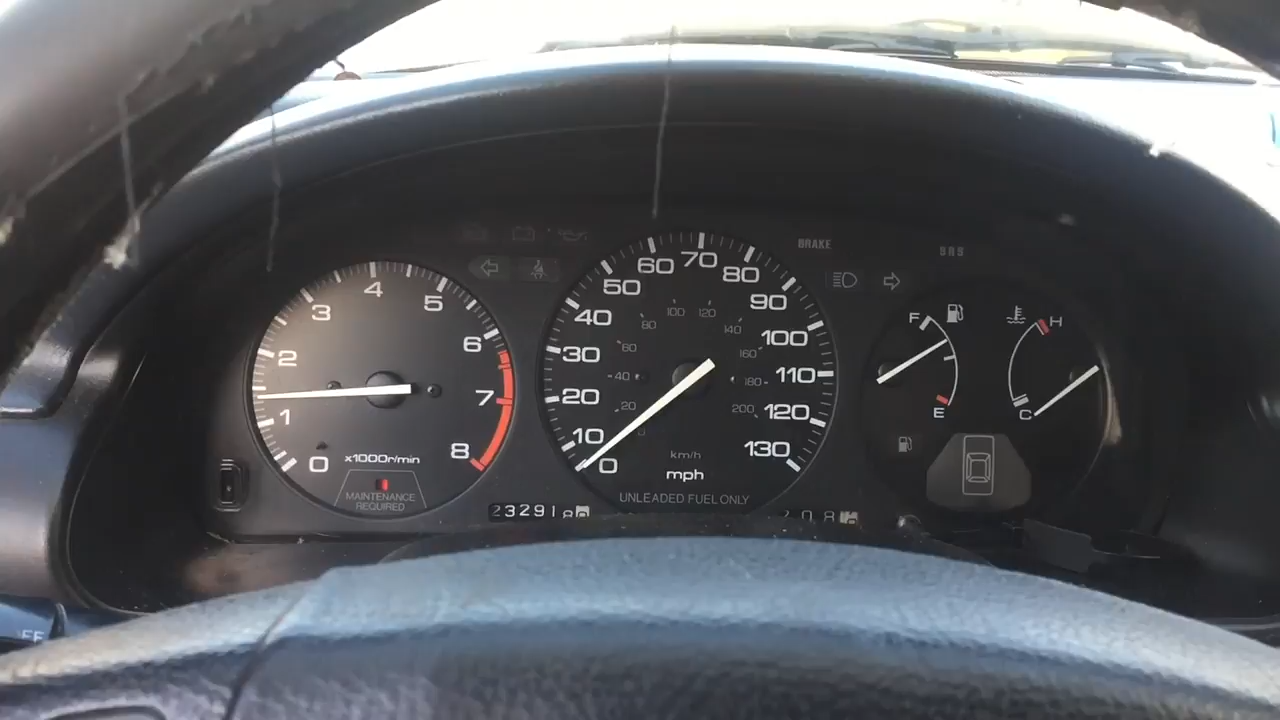 BRAKE
SRS
0 1 2 3 4 5 6 7 8
x1000r/min
MAINTENANCE
REQUIRED
0 10 20 30 40 50 60 70 80 90 100 110 120 130
20 40 60 80 100 120 140 160 180 200
km/h
mph
UNLEADED FUEL ONLY
F
E
H
C
232918